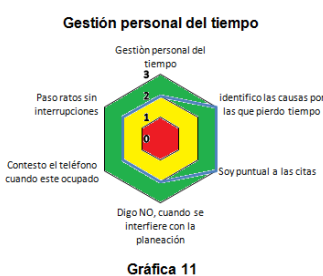 Gestión personal del tiempo
Gestiòn personal del
tiempo
3
2
1
0
Paso ratos sin
interrupciones
identifico las causas por
las que pierdo tiempo
Contesto el teléfono
cuando este ocupado
Soy puntual a las citas
Digo NO, cuando se
interfiere con la
planeación
Gráfica 11